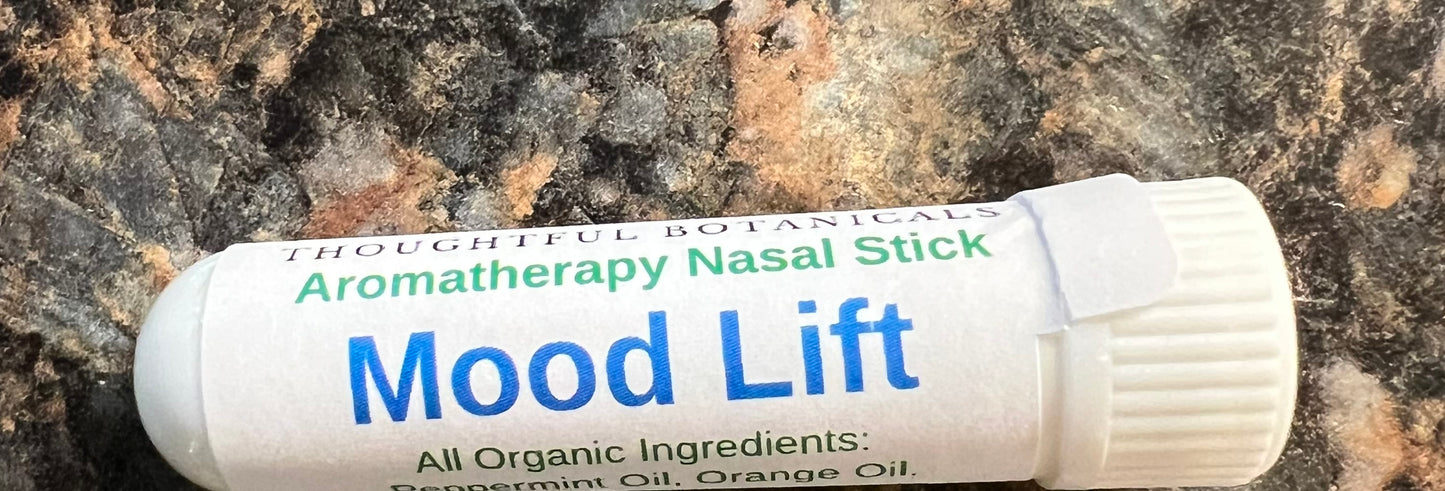 THOUGHTFUL BOTANICALS
Aromatherapy Nasal Stick
Mood Lift
All Organic Ingredients:
Peppermint Oil, Orange Oil,